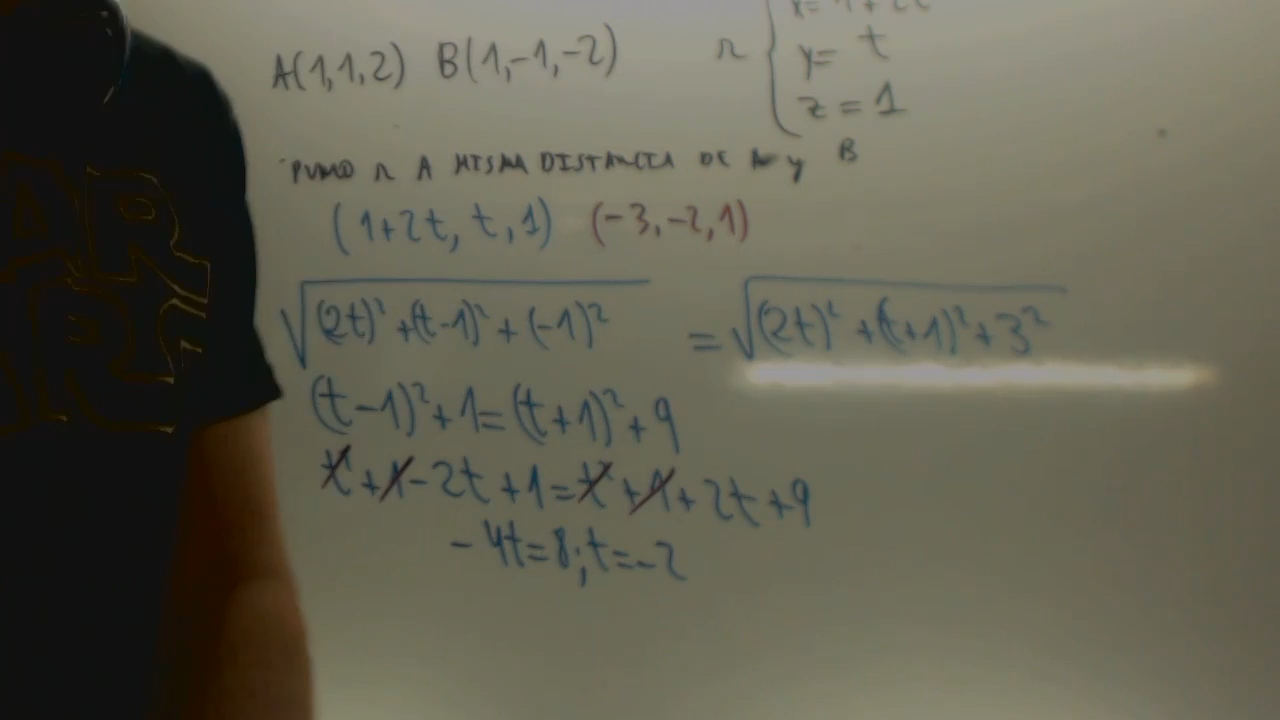 A(1,1,2) B(1,-1,-2) r { x= 1+2t
y= t
z = 1
PUNTO r A MISMA DISTANCIA DE A y B
(1+2t, t, 1) (-3,-2,1)
√((2t)²+(t-1)²+(-1)²) = √((2t)²+(t+1)²+3²)
(t-1)²+1=(t+1)²+9
t²+1-2t+1=t²+1+2t+9
-4t=8; t=-2